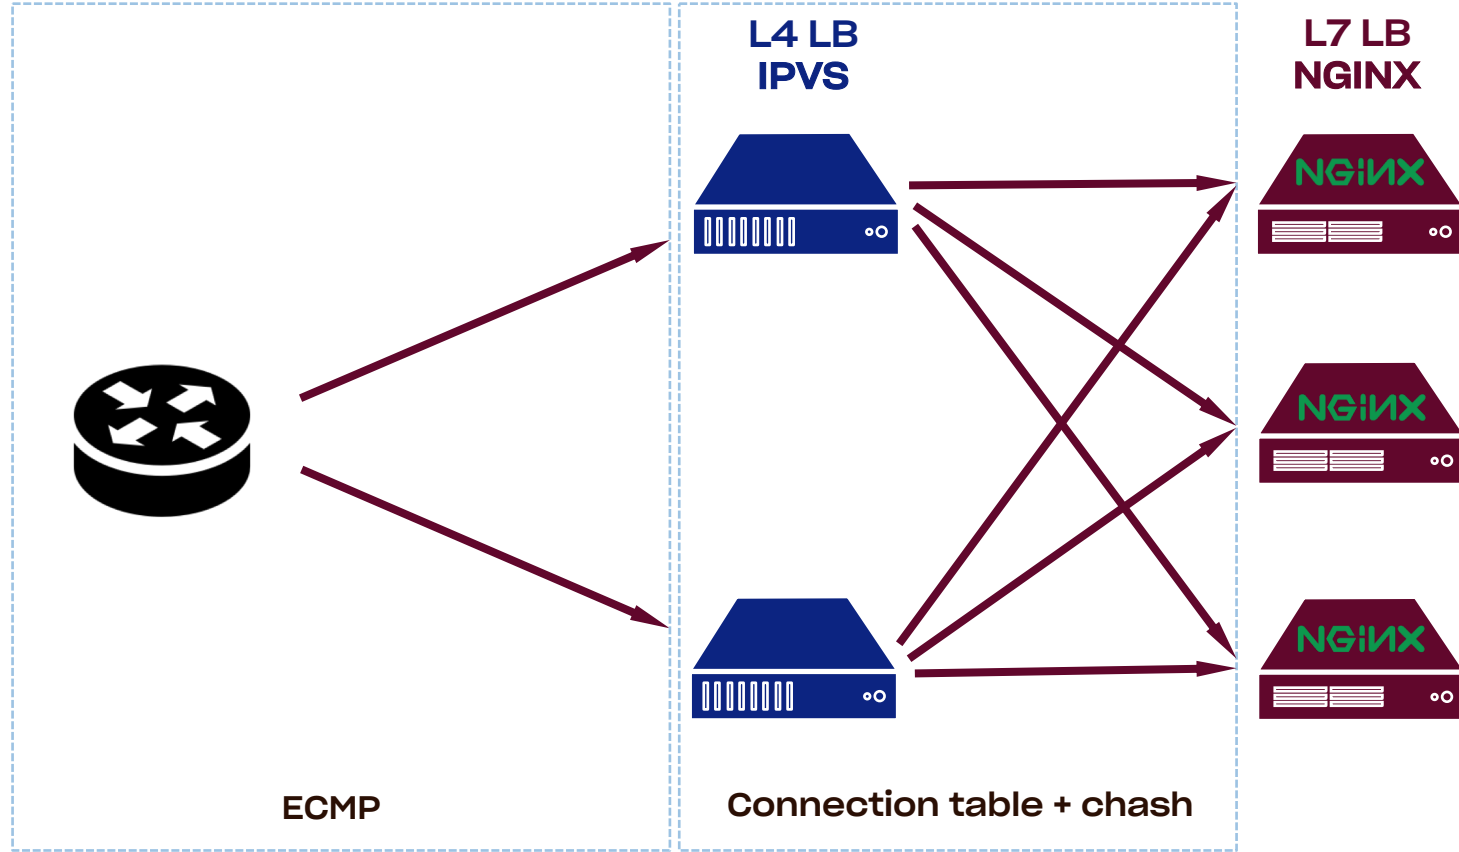 L4 LB
IPVS
L7 LB
NGINX
NGiNX
NGiNX
NGiNX
ECMP
Connection table + chash